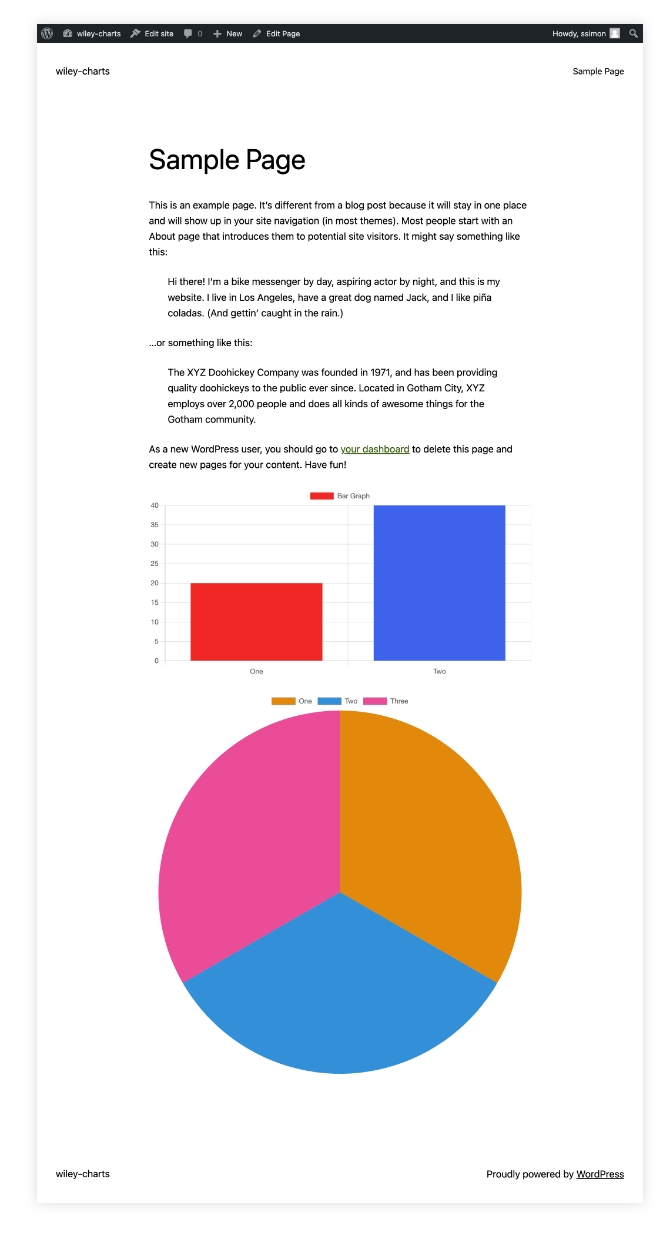 wiley-charts Edit site 0 New Edit Page Howdy, ssimon
wiley-charts Sample Page
Sample Page
This is an example page. It’s different from a blog post because it will stay in one place
and will show up in your site navigation (in most themes). Most people start with an
About page that introduces them to potential site visitors. It might say something like
this:
Hi there! I’m a bike messenger by day, aspiring actor by night, and this is my
website. I live in Los Angeles, have a great dog named Jack, and I like piña
coladas. (And gettin’ caught in the rain.)
…or something like this:
The XYZ Doohickey Company was founded in 1971, and has been providing
quality doohickeys to the public ever since. Located in Gotham City, XYZ
employs over 2,000 people and does all kinds of awesome things for the
Gotham community.
As a new WordPress user, you should go to your dashboard to delete this page and
create new pages for your content. Have fun!
Bar Graph
40
35
30
25
20
15
10
5
0
One Two
One Two Three
wiley-charts Proudly powered by WordPress